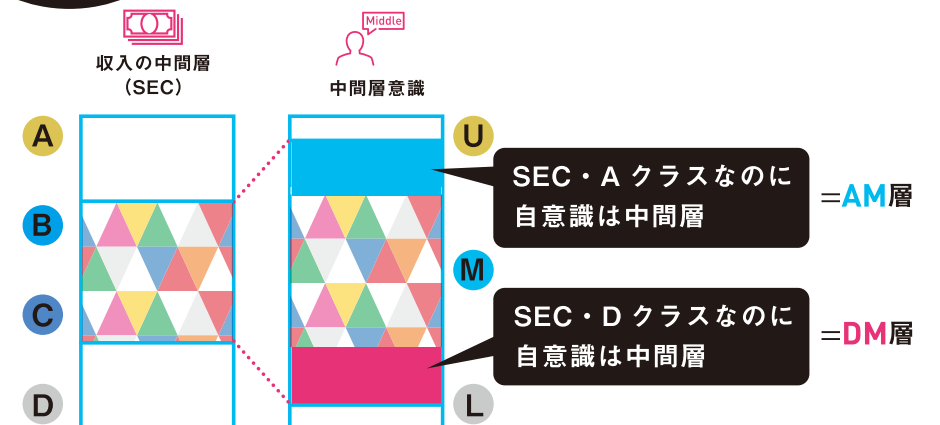 Middle
収入の中間層
（SEC）
中間層意識
A
B
C
D
U
M
L
SEC・A クラスなのに
自意識は中間層
＝AM層
SEC・D クラスなのに
自意識は中間層
＝DM層